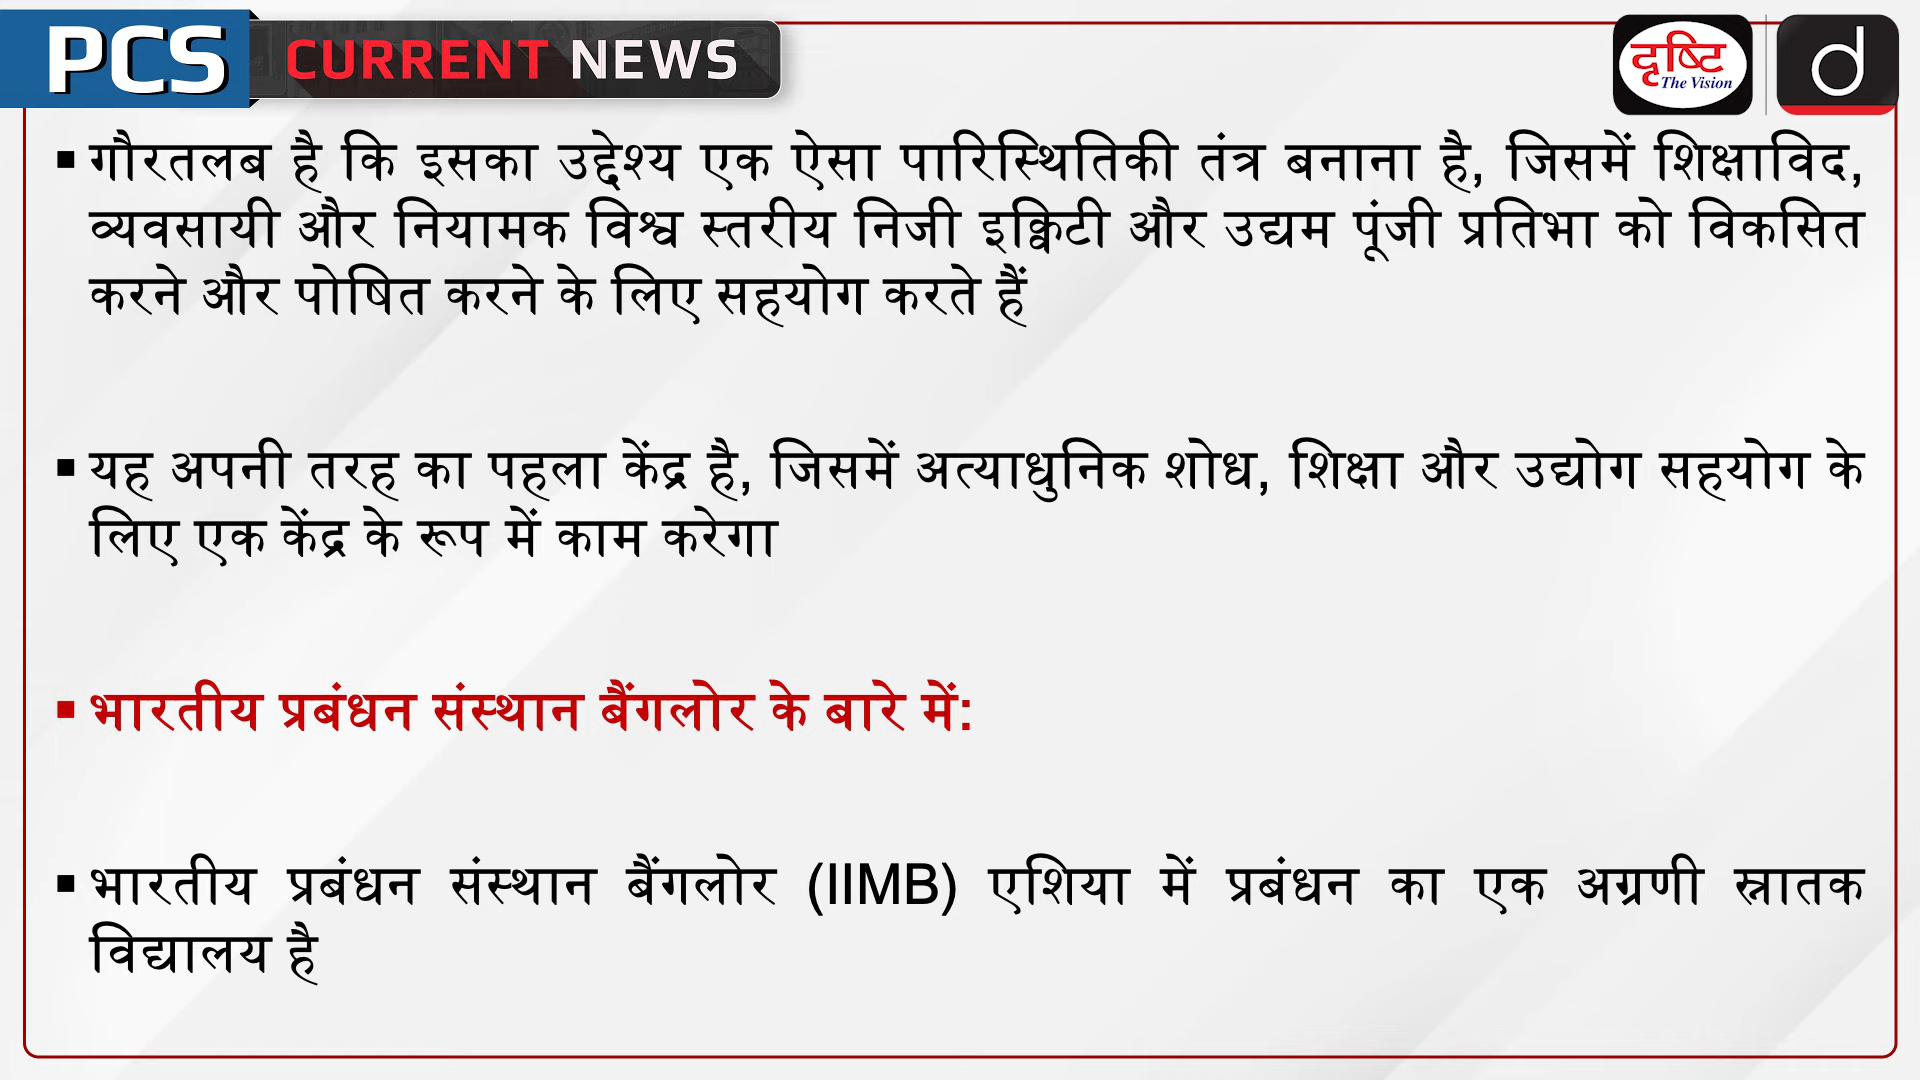 PCS CURRENT NEWS
दृष्टि
The Vision
d
▪ गौरतलब है कि इसका उद्देश्य एक ऐसा पारिस्थितिकी तंत्र बनाना है, जिसमें शिक्षाविद,
व्यवसायी और नियामक विश्व स्तरीय निजी इक्विटी और उद्यम पूंजी प्रतिभा को विकसित
करने और पोषित करने के लिए सहयोग करते हैं
▪ यह अपनी तरह का पहला केंद्र है, जिसमें अत्याधुनिक शोध, शिक्षा और उद्योग सहयोग के
लिए एक केंद्र के रूप में काम करेगा
▪ भारतीय प्रबंधन संस्थान बैंगलोर के बारे में:
▪ भारतीय प्रबंधन संस्थान बैंगलोर (IIMB) एशिया में प्रबंधन का एक अग्रणी स्नातक
विद्यालय है